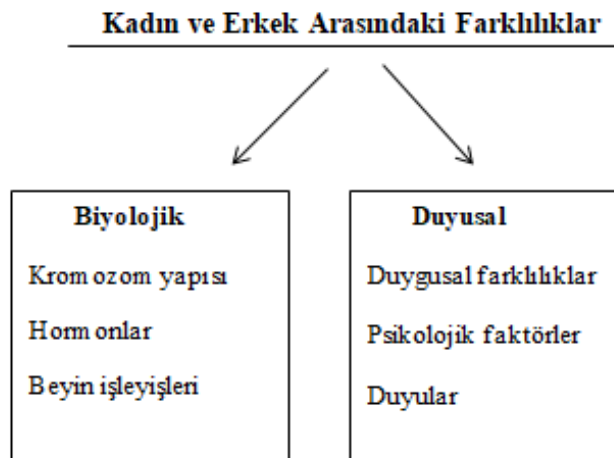 Kadın ve Erkek Arasındaki Farklılıklar
Biyolojik
Kromozom yapısı
Hormonlar
Beyin işleyişleri
Duyusal
Duygusal farklılıklar
Psikolojik faktörler
Duyular